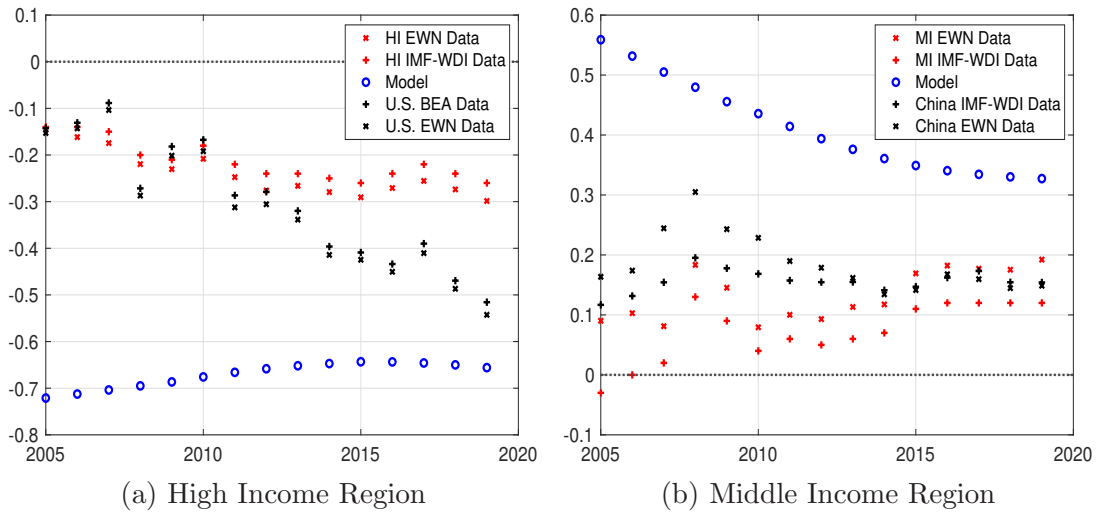 0.1
0
-0.1
-0.2
-0.3
-0.4
-0.5
-0.6
-0.7
-0.8
2005 2010 2015 2020
HI EWN Data
HI IMF-WDI Data
Model
U.S. BEA Data
U.S. EWN Data
(a) High Income Region
0.6
0.5
0.4
0.3
0.2
0.1
0
-0.1
2005 2010 2015 2020
MI EWN Data
MI IMF-WDI Data
Model
China IMF-WDI Data
China EWN Data
(b) Middle Income Region